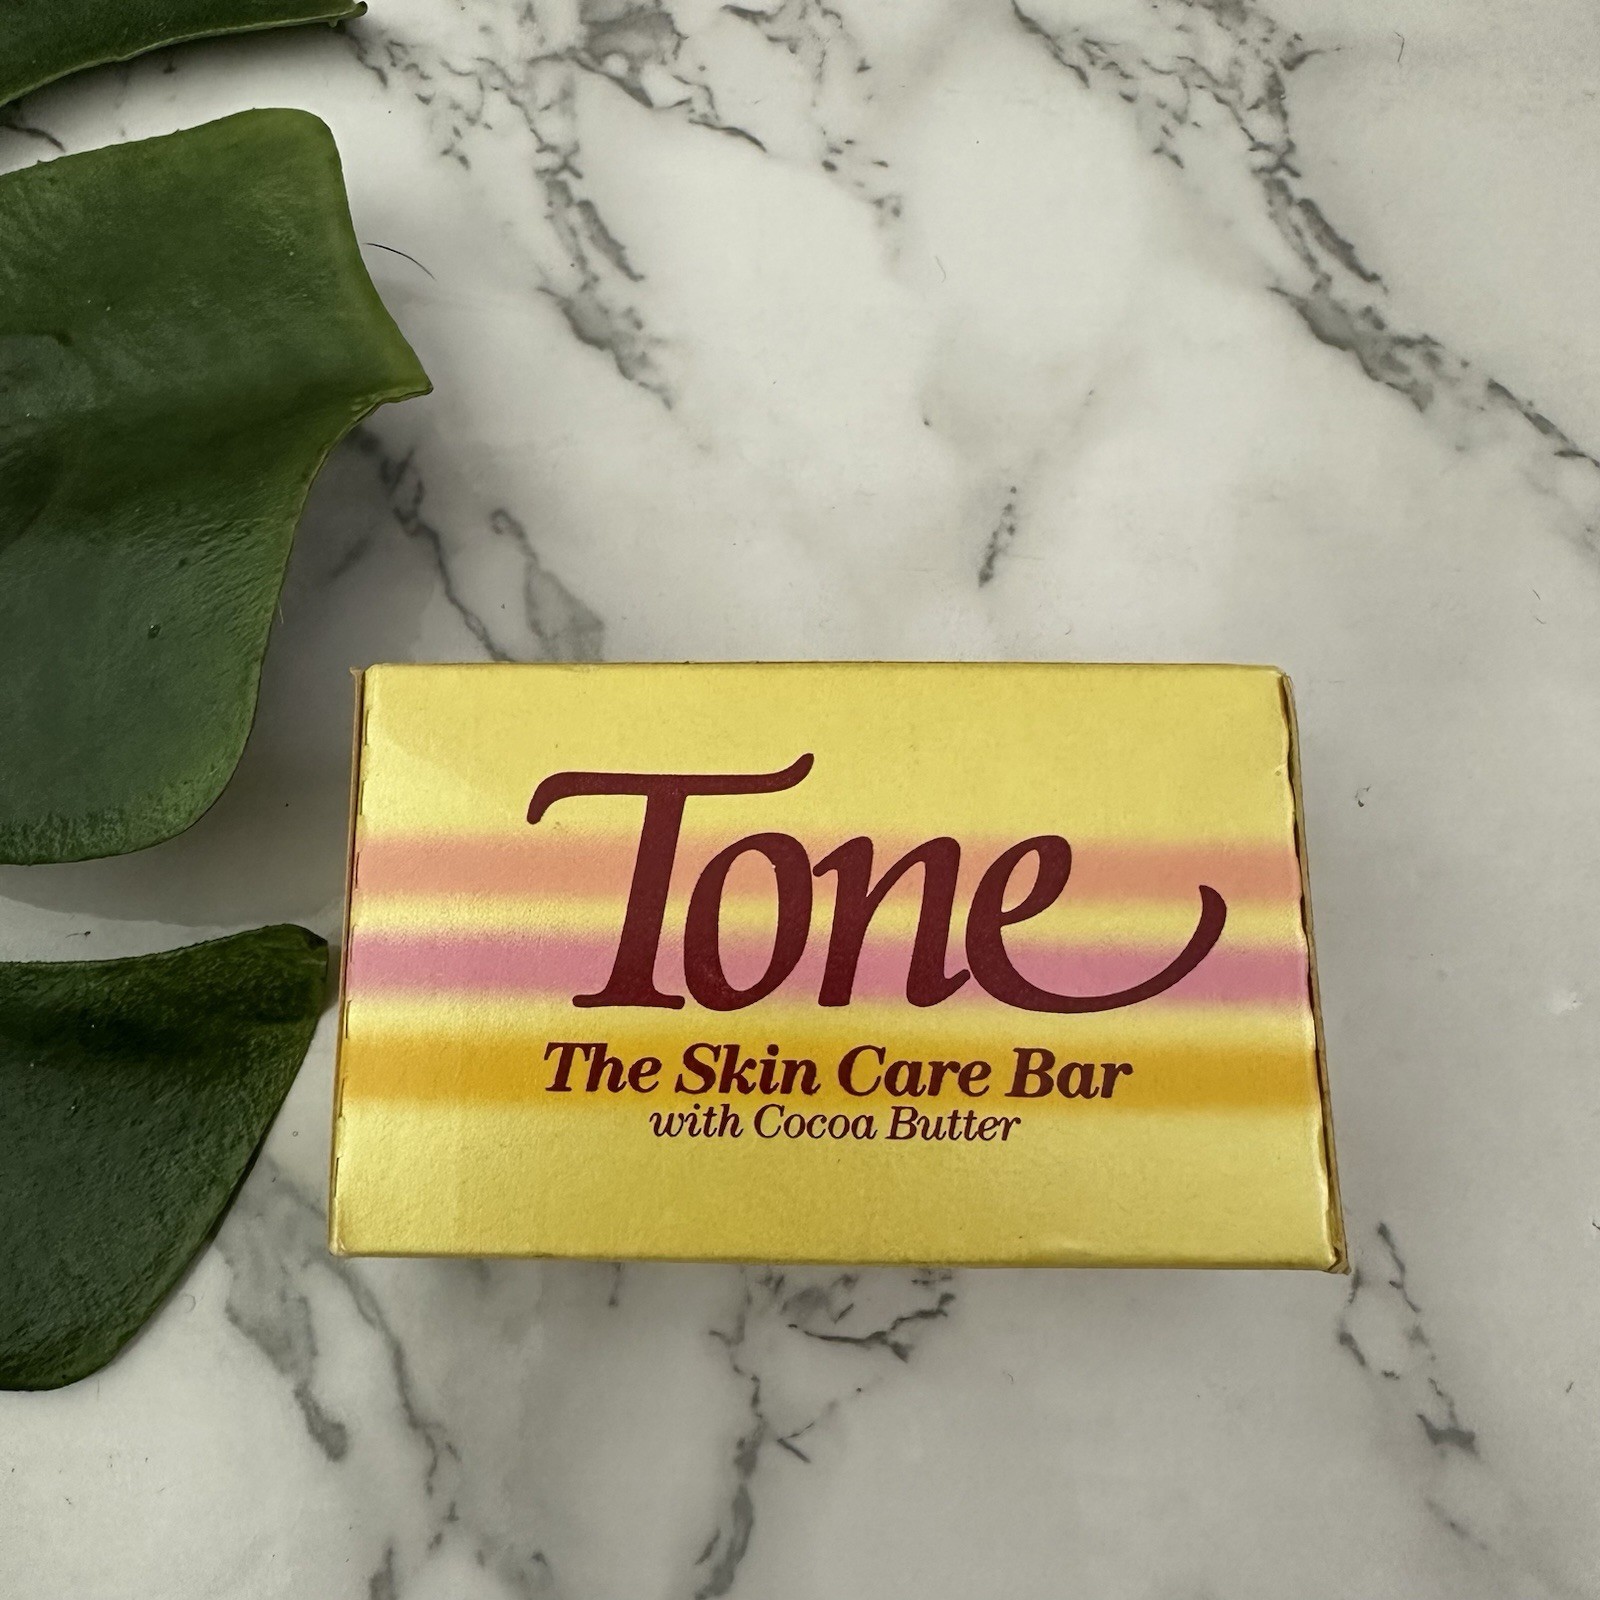 Tone
The Skin Care Bar
with Cocoa Butter